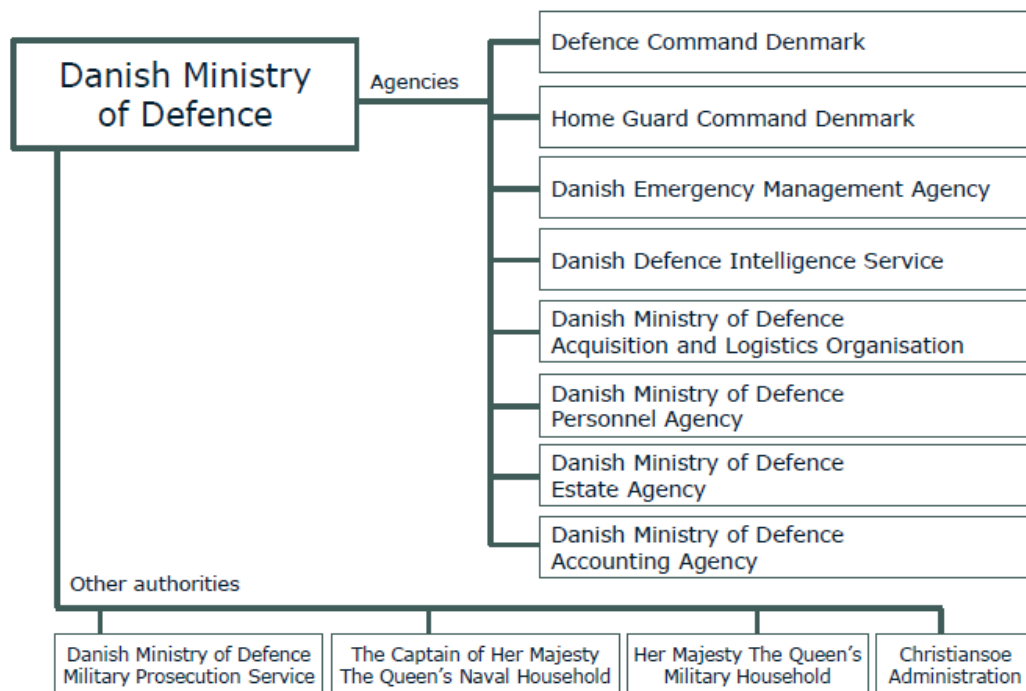 Danish Ministry
of Defence
Agencies
Defence Command Denmark
Home Guard Command Denmark
Danish Emergency Management Agency
Danish Defence Intelligence Service
Danish Ministry of Defence
Acquisition and Logistics Organisation
Danish Ministry of Defence
Personnel Agency
Danish Ministry of Defence
Estate Agency
Danish Ministry of Defence
Accounting Agency
Other authorities
Danish Ministry of Defence
Military Prosecution Service
The Captain of Her Majesty
The Queen's Naval Household
Her Majesty The Queen's
Military Household
Christiansoe
Administration